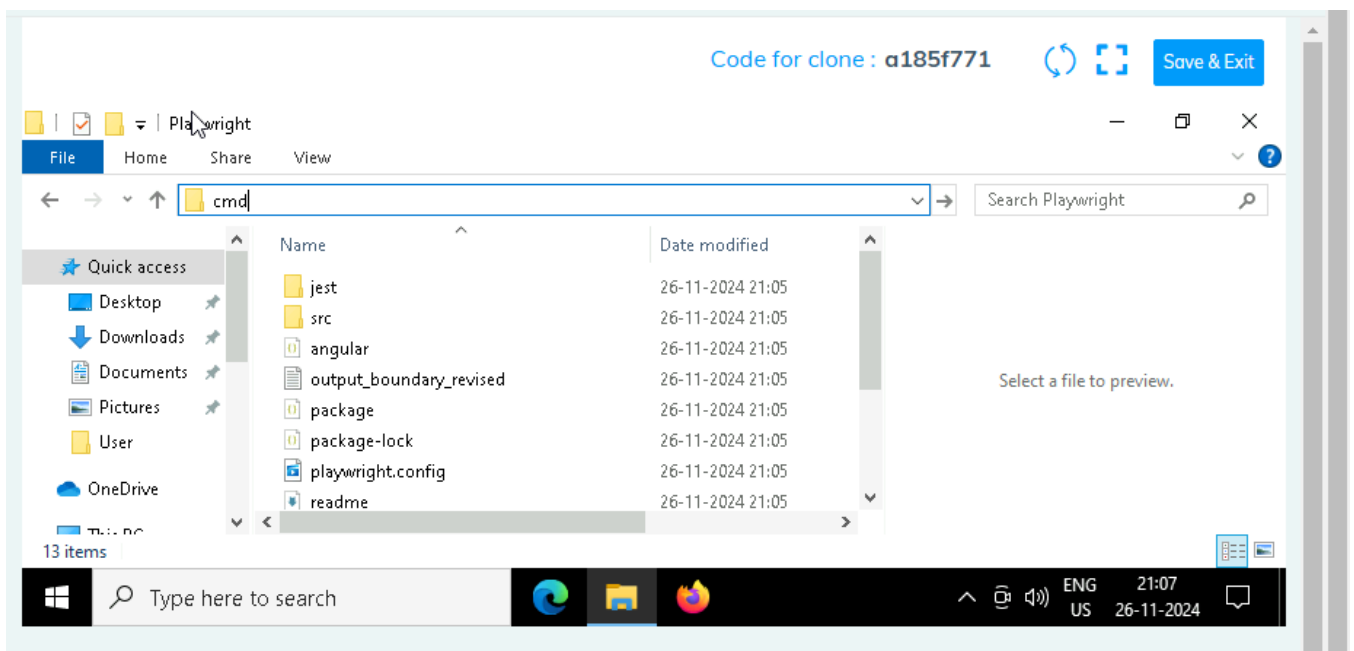 Code for clone : a185f771
Save & Exit
Playwright
File Home Share View
cmd
Search Playwright
Name Date modified
Quick access
Desktop
Downloads
Documents
Pictures
User
OneDrive
This PC
jest 26-11-2024 21:05
src 26-11-2024 21:05
angular 26-11-2024 21:05
output_boundary_revised 26-11-2024 21:05
package 26-11-2024 21:05
package-lock 26-11-2024 21:05
playwright.config 26-11-2024 21:05
readme 26-11-2024 21:05
Select a file to preview.
13 items
Type here to search
ENG
US
21:07
26-11-2024